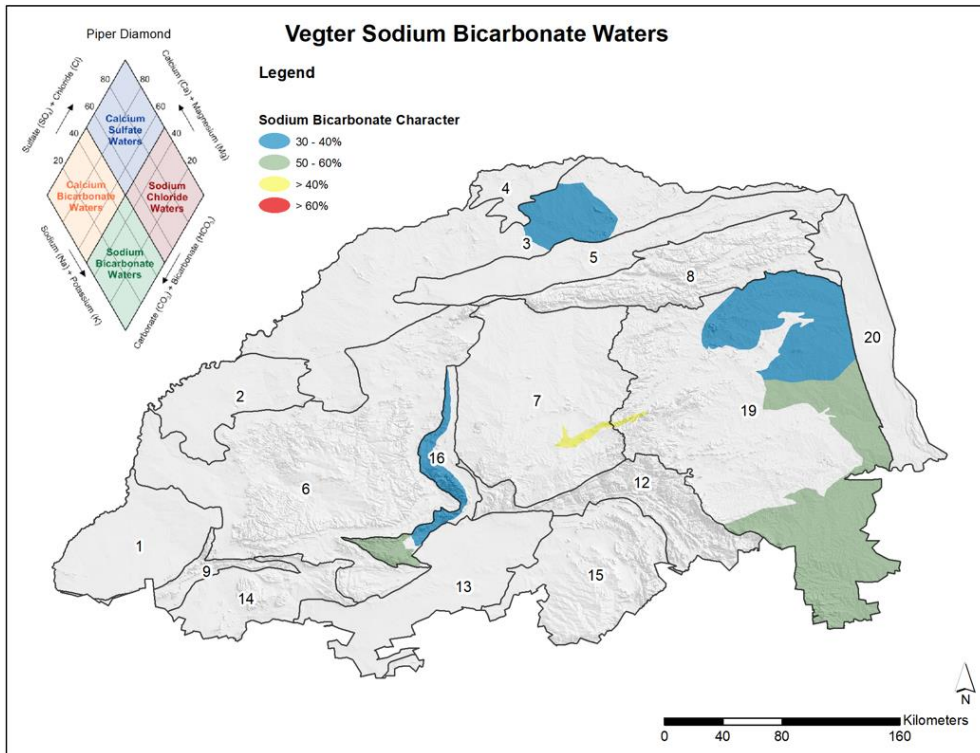 Vegter Sodium Bicarbonate Waters
Piper Diamond
Sulfate (SO₄) + Chloride (Cl)
Calcium (Ca) + Magnesium (Mg)
80
80
60
60
40
40
20
20
Calcium
Sulfate
Waters
Calcium
Bicarbonate
Waters
Sodium
Chloride
Waters
Sodium
Bicarbonate
Waters
Sodium (Na) + Potassium (K)
Carbonate (CO₃) + Bicarbonate (HCO₃)
Legend
Sodium Bicarbonate Character
30 - 40%
50 - 60%
> 40%
> 60%
4
3
5
8
20
2
7
19
16
6
12
1
9
14
13
15
N
Kilometers
0 40 80 160